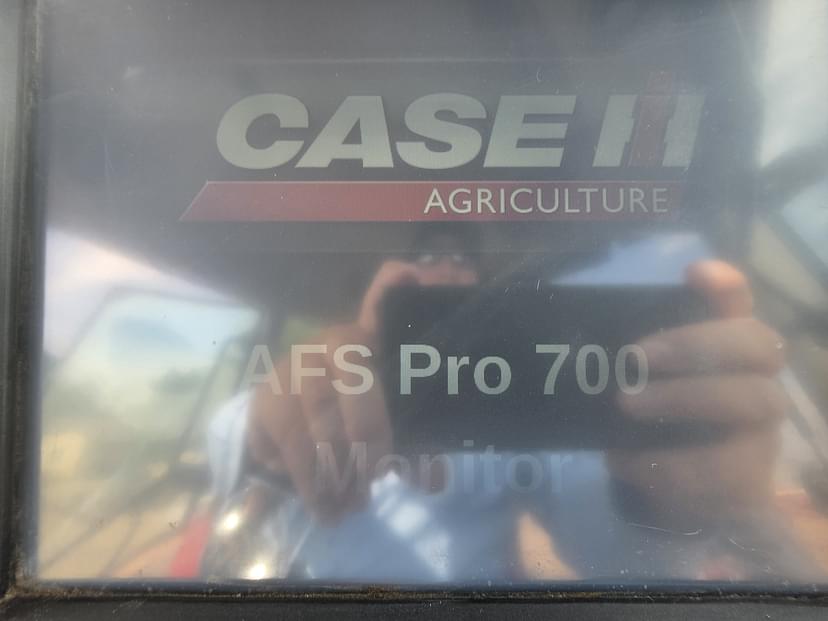 CASE IH
AGRICULTURE
AFS Pro 700
Monitor